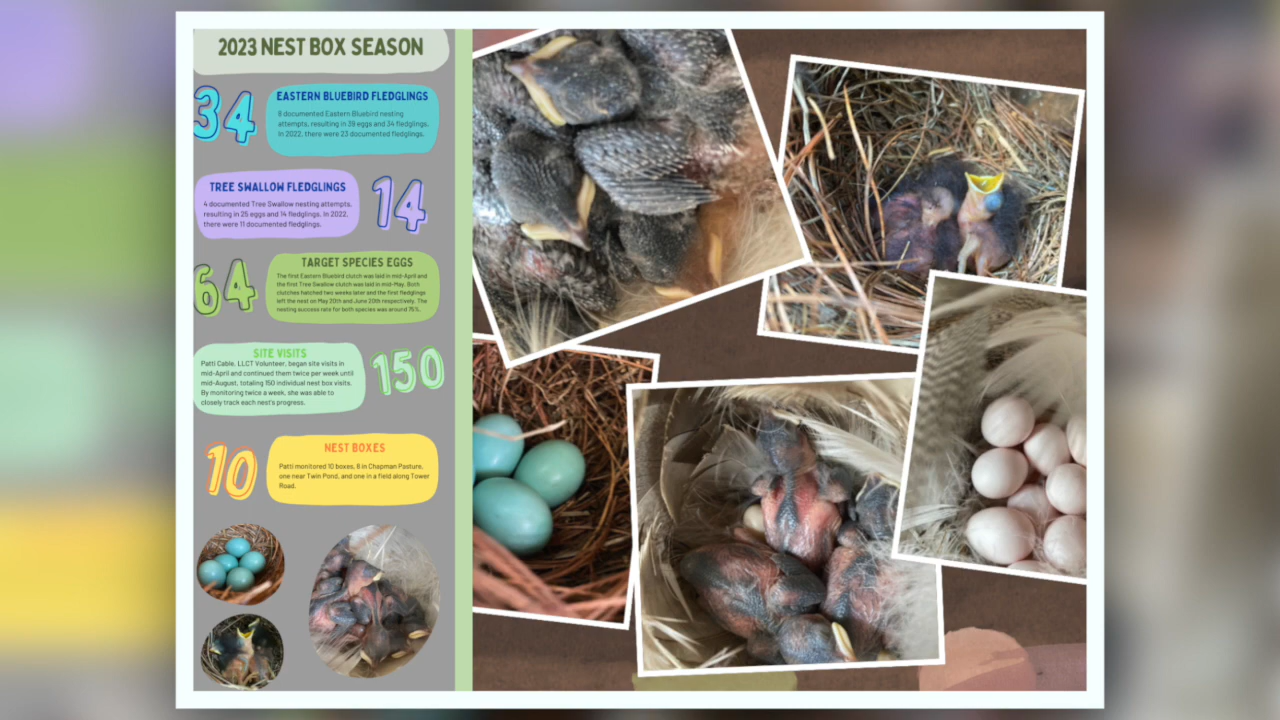 2023 NEST BOX SEASON
34
EASTERN BLUEBIRD FLEDGLINGS
8 documented Eastern Bluebird nesting
attempts, resulting in 39 eggs and 34 fledglings.
In 2022, there were 23 documented fledglings.
TREE SWALLOW FLEDGLINGS
4 documented Tree Swallow nesting attempts,
resulting in 25 eggs and 14 fledglings. In 2022,
there were 11 documented fledglings.
14
64
TARGET SPECIES EGGS
The first Eastern Bluebird clutch was laid in mid-April and
the first Tree Swallow clutch was laid in mid-May. Both
clutches hatched two weeks later and the first fledglings
left the nest on May 20th and June 20th respectively. The
nesting success rate for both species was around 75%.
SITE VISITS
Patti Cable, LLCT Volunteer, began site visits in
mid-April and continued them twice per week until
mid-August, totaling 150 individual nest box visits.
By monitoring twice a week, she was able to
closely track each nest's progress.
150
10
NEST BOXES
Patti monitored 10 boxes, 8 in Chapman Pasture,
one near Twin Pond, and one in a field along Tower
Road.